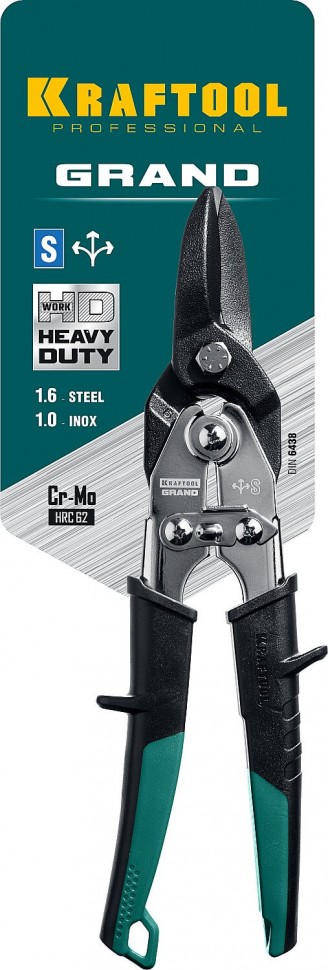 KRAFTOOL
PROFESSIONAL
GRAND
S
WORK HD
HEAVY
DUTY
1.6 - STEEL
1.0 - INOX
DIN 6438
Cr-Mo
HRC 62
KRAFTOOL
GRAND
S
KRAFTOOL